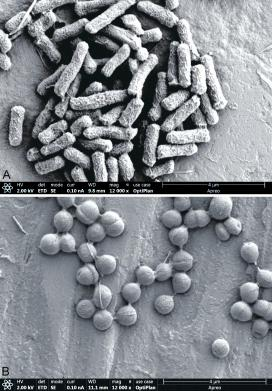 A
HV det mode curr WD mag use case
2.00 kV ETD SE 0.10 nA 9.8 mm 12 000 x OptiPlan
4 µm
Apreo
B
HV det mode curr WD mag use case
2.00 kV ETD SE 0.10 nA 11.1 mm 12 000 x OptiPlan
4 µm
Apreo